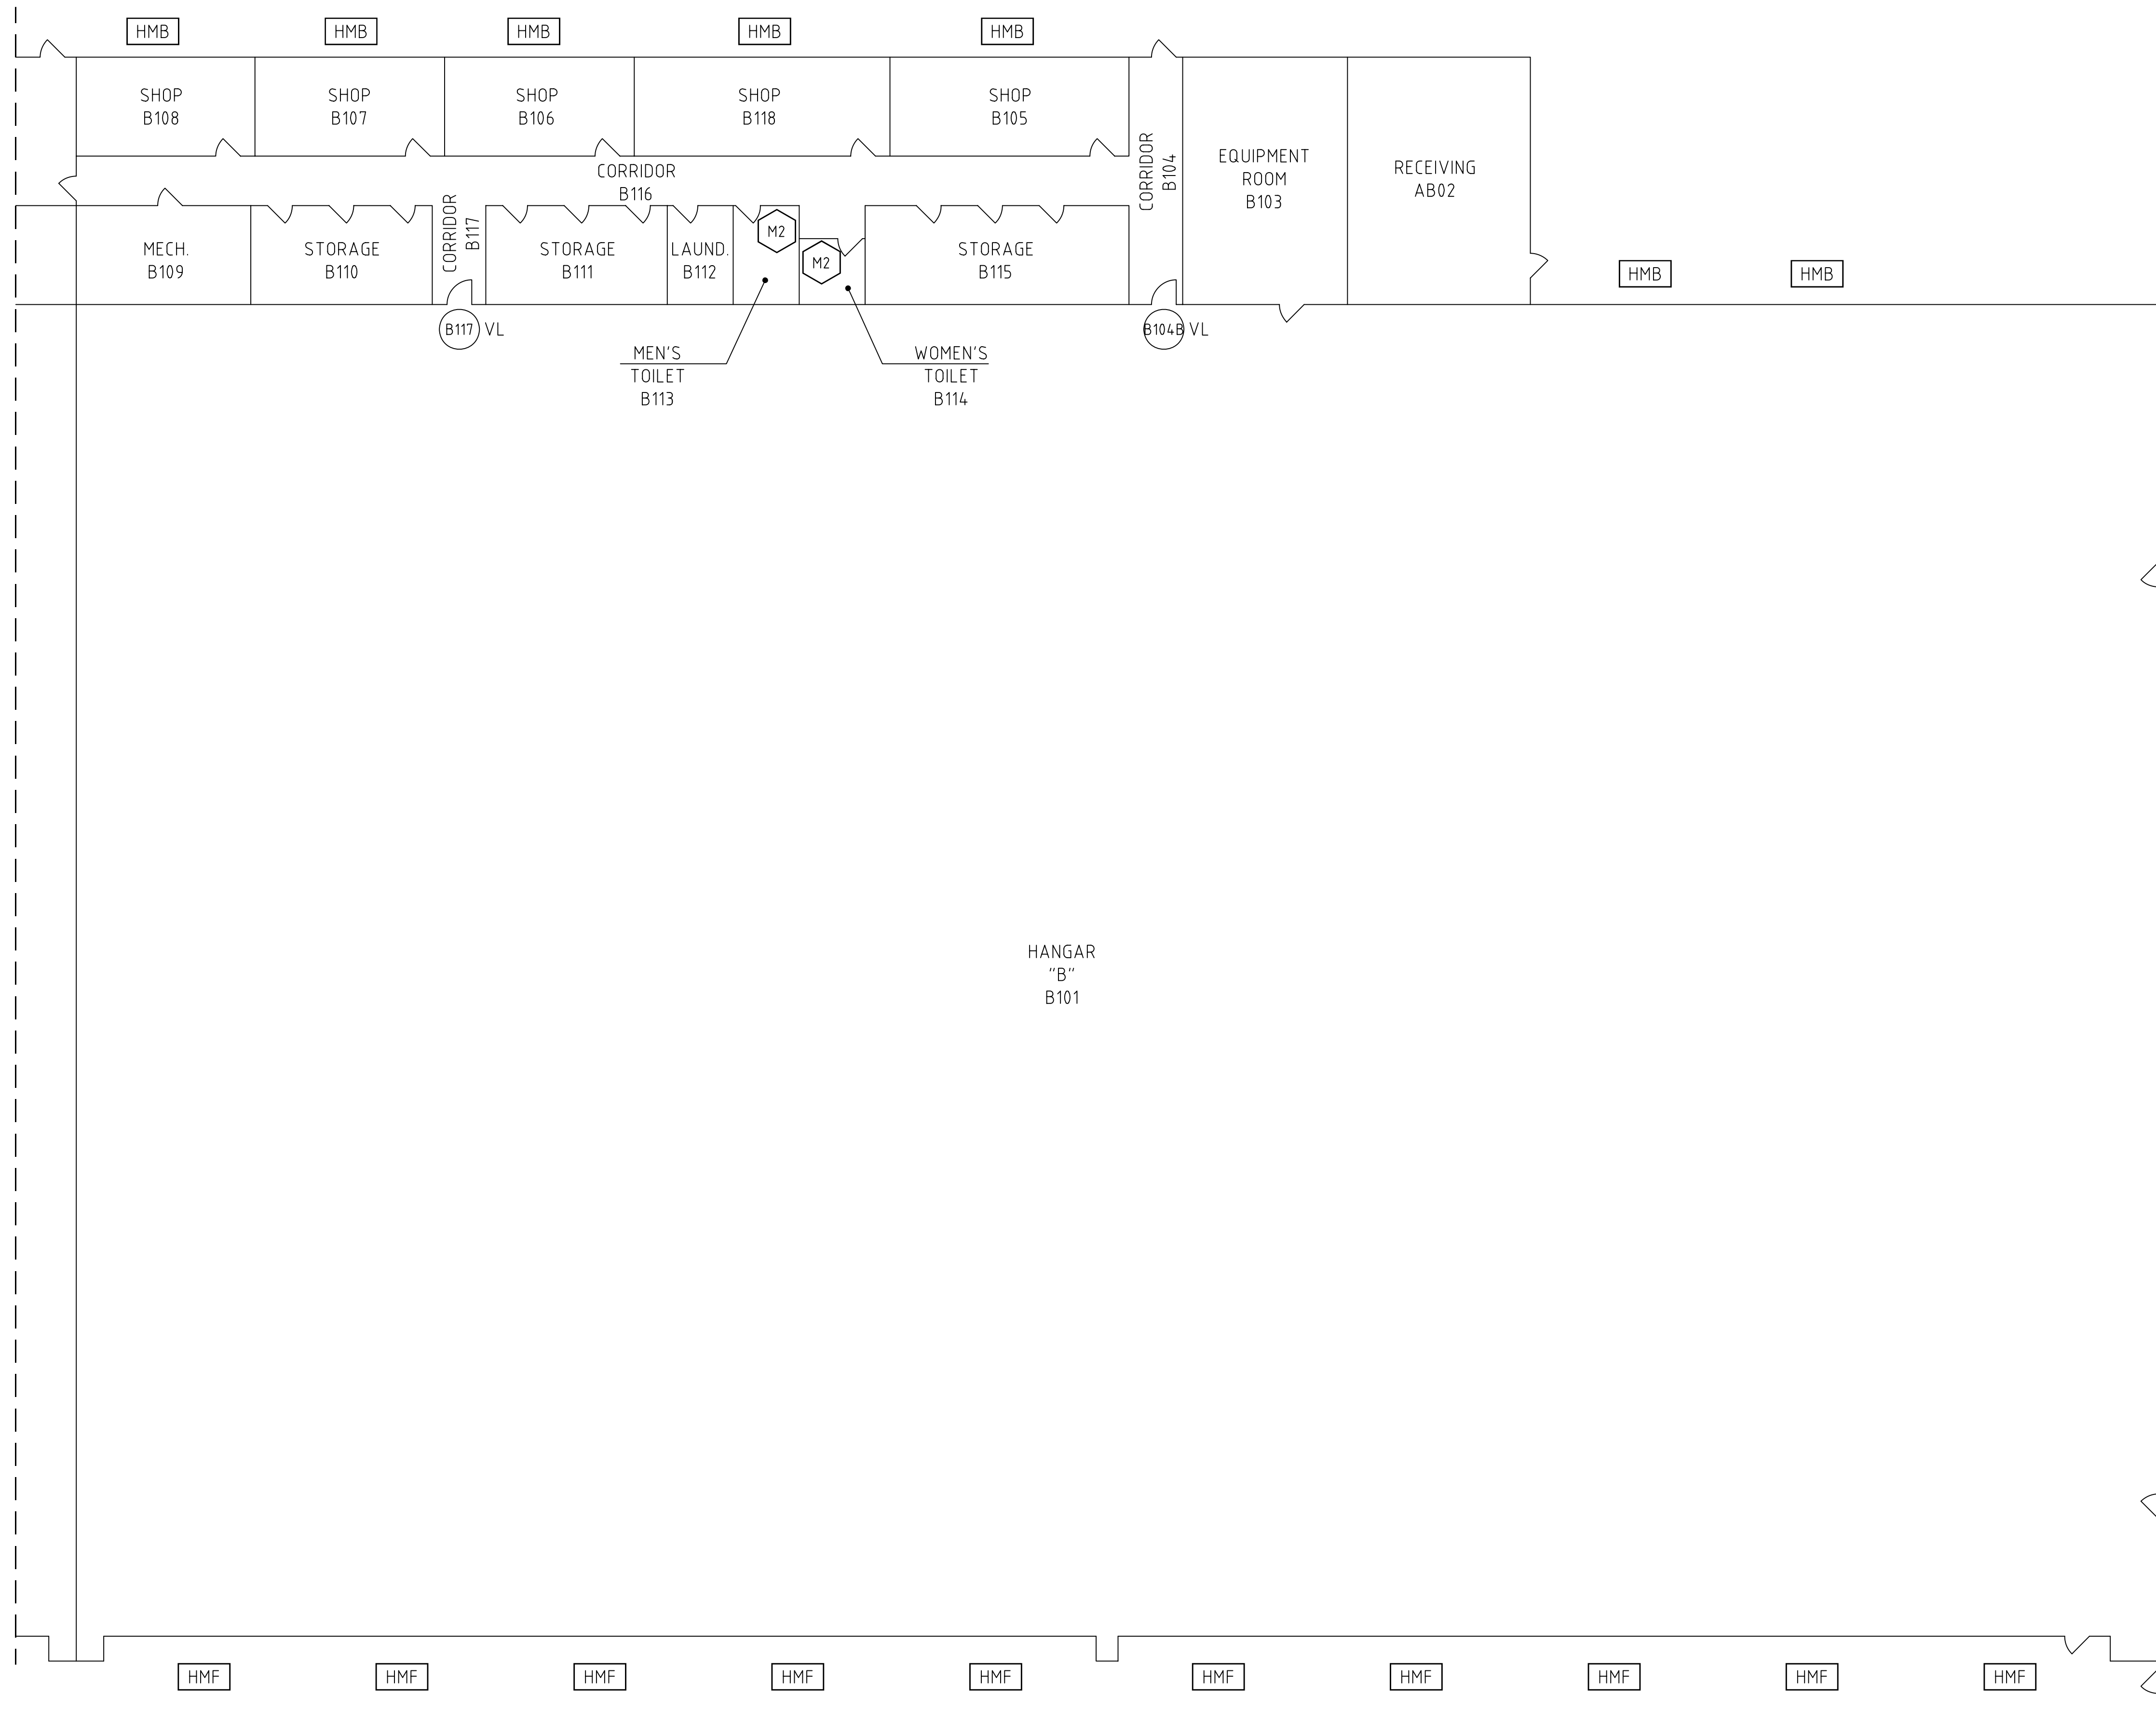 HMB
HMB
HMB
HMB
HMB
SHOP
B108
SHOP
B107
SHOP
B106
SHOP
B118
SHOP
B105
CORRIDOR
B104
EQUIPMENT
ROOM
B103
RECEIVING
AB02
CORRIDOR
B116
MECH.
B109
STORAGE
B110
CORRIDOR
B117
STORAGE
B111
LAUND.
B112
M2
M2
STORAGE
B115
HMB
HMB
B117 VL
B104B VL
MEN'S
TOILET
B113
WOMEN'S
TOILET
B114
HANGAR
"B"
B101
HMF
HMF
HMF
HMF
HMF
HMF
HMF
HMF
HMF
HMF